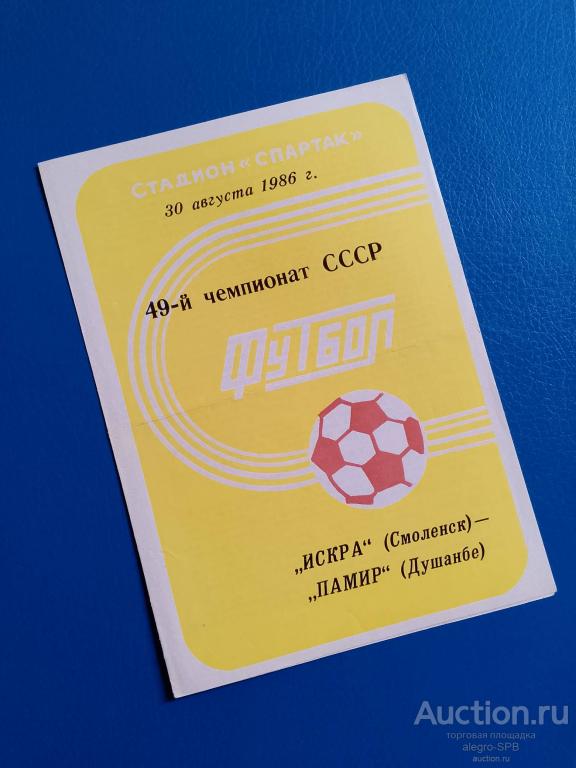 Стадион «Спартак»
30 августа 1986 г.
49-й чемпионат СССР
ФУТБОЛ
„ИСКРА“ (Смоленск)—
„ПАМИР“ (Душанбе)
Auction.ru
торговая площадка
alegro-SPB
auction.ru